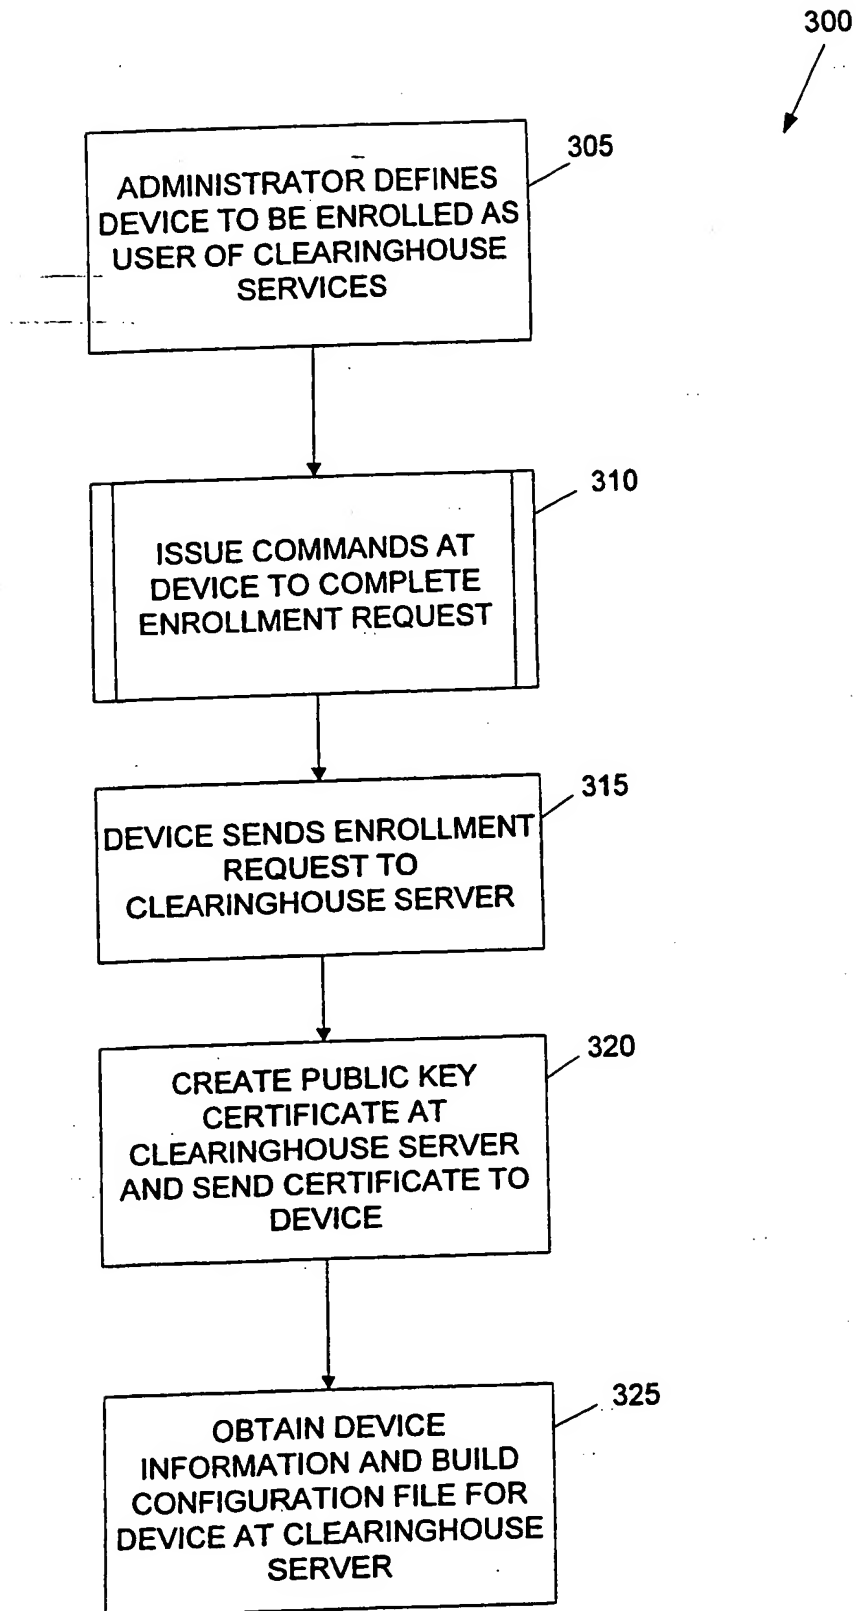 300
305
ADMINISTRATOR DEFINES
DEVICE TO BE ENROLLED AS
USER OF CLEARINGHOUSE
SERVICES
310
ISSUE COMMANDS AT
DEVICE TO COMPLETE
ENROLLMENT REQUEST
315
DEVICE SENDS ENROLLMENT
REQUEST TO
CLEARINGHOUSE SERVER
320
CREATE PUBLIC KEY
CERTIFICATE AT
CLEARINGHOUSE SERVER
AND SEND CERTIFICATE TO
DEVICE
325
OBTAIN DEVICE
INFORMATION AND BUILD
CONFIGURATION FILE FOR
DEVICE AT CLEARINGHOUSE
SERVER